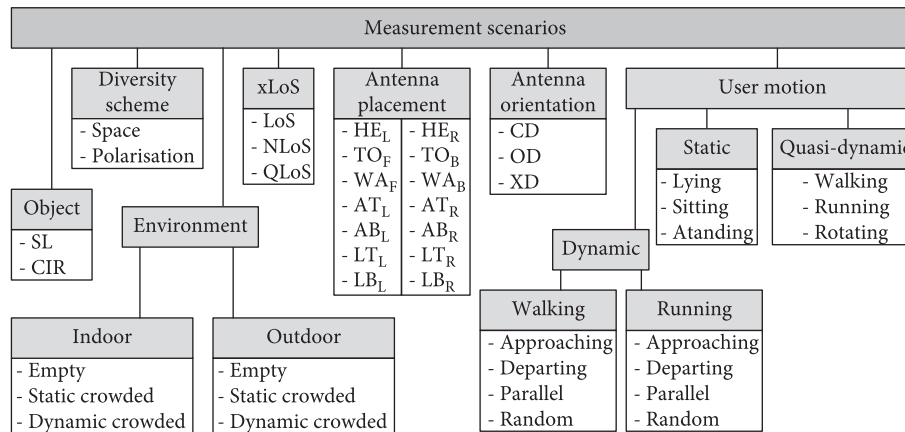 Measurement scenarios
Diversity
scheme
- Space
- Polarisation
xLoS
- LoS
- NLoS
- QLoS
Antenna
placement
- HE_L
- TO_F
- WA_F
- AT_L
- AB_L
- LT_L
- LB_L
- HE_R
- TO_B
- WA_B
- AT_R
- AB_R
- LT_R
- LB_R
Antenna
orientation
- CD
- OD
- XD
User motion
Static
- Lying
- Sitting
- Atanding
Quasi-dynamic
- Walking
- Running
- Rotating
Object
- SL
- CIR
Environment
Dynamic
Indoor
- Empty
- Static crowded
- Dynamic crowded
Outdoor
- Empty
- Static crowded
- Dynamic crowded
Walking
- Approaching
- Departing
- Parallel
- Random
Running
- Approaching
- Departing
- Parallel
- Random